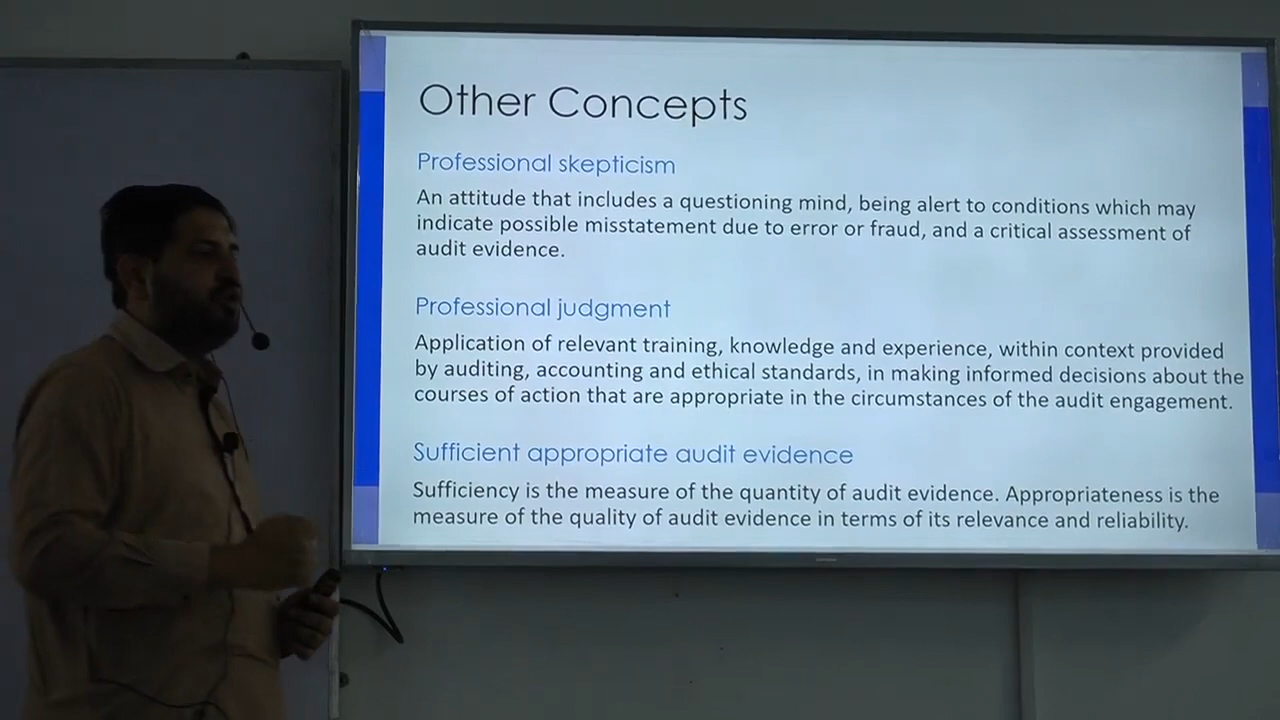 Other Concepts
Professional skepticism
An attitude that includes a questioning mind, being alert to conditions which may
indicate possible misstatement due to error or fraud, and a critical assessment of
audit evidence.
Professional judgment
Application of relevant training, knowledge and experience, within context provided
by auditing, accounting and ethical standards, in making informed decisions about the
courses of action that are appropriate in the circumstances of the audit engagement.
Sufficient appropriate audit evidence
Sufficiency is the measure of the quantity of audit evidence. Appropriateness is the
measure of the quality of audit evidence in terms of its relevance and reliability.